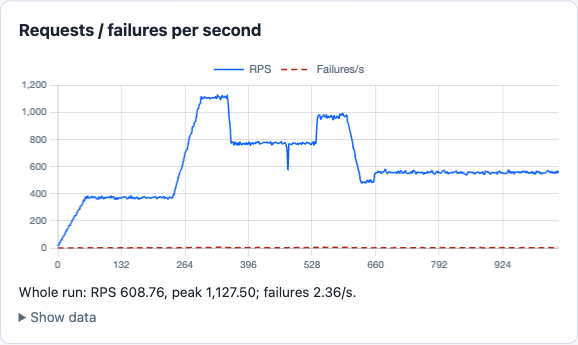 Requests / failures per second
RPS Failures/s
1,200
1,000
800
600
400
200
0
0 132 264 396 528 660 792 924
Whole run: RPS 608.76, peak 1,127.50; failures 2.36/s.
▶ Show data